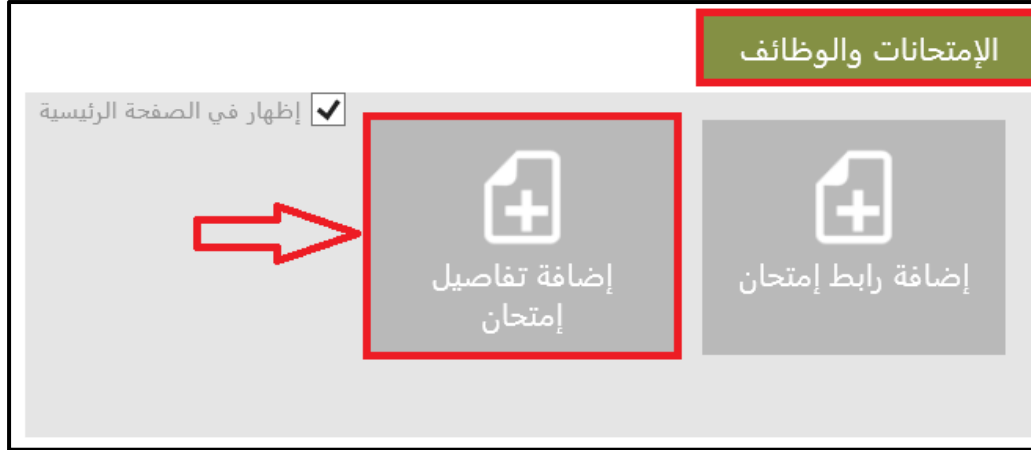 الإمتحانات والوظائف
إظهار في الصفحة الرئيسية
إضافة رابط إمتحان
إضافة تفاصيل
إمتحان